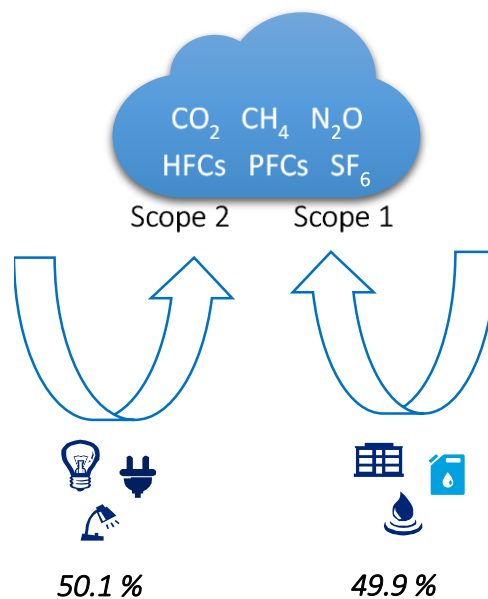 CO₂ CH₄ N₂O
HFCs PFCs SF₆
Scope 2 Scope 1
50.1 % 49.9 %